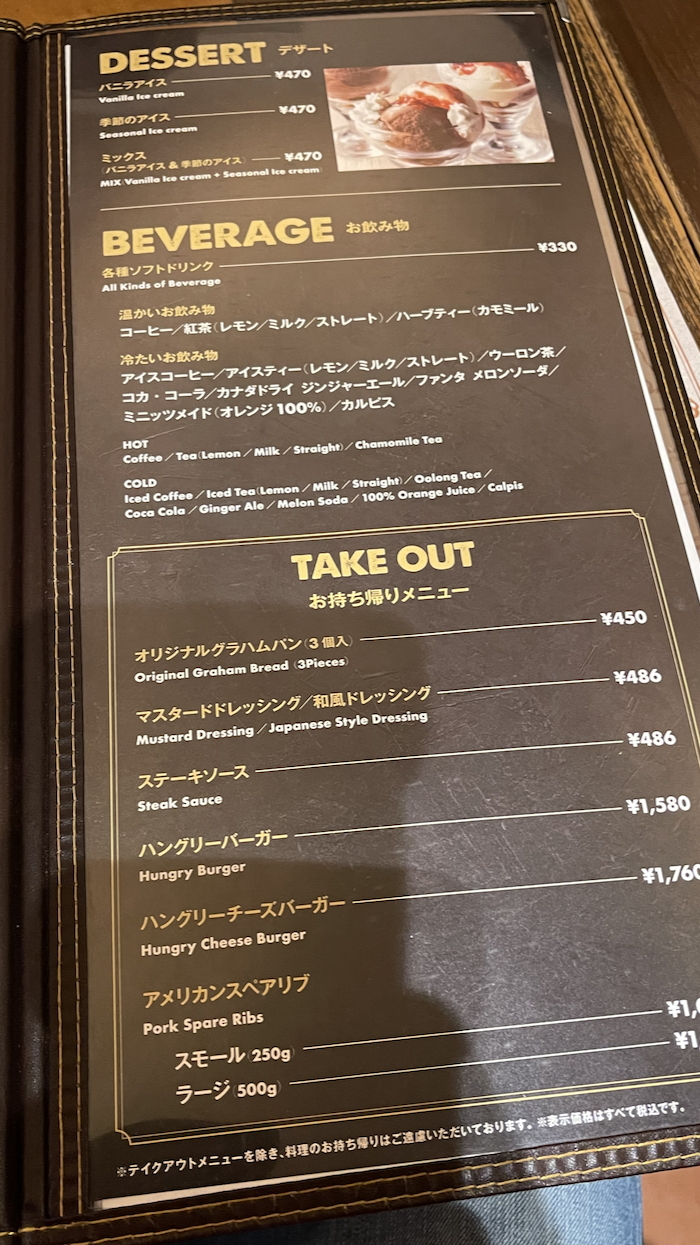 DESSERT デザート
バニラアイス ¥470
Vanilla Ice cream
季節のアイス ¥470
Seasonal Ice cream
ミックス
(バニラアイス & 季節のアイス) ¥470
MIX(Vanilla Ice cream + Seasonal Ice cream)
BEVERAGE お飲み物
各種ソフトドリンク ¥330
All Kinds of Beverage
温かいお飲み物
コーヒー/紅茶(レモン/ミルク/ストレート)/ハーブティー(カモミール)
冷たいお飲み物
アイスコーヒー/アイスティー(レモン/ミルク/ストレート)/ウーロン茶/
コカ・コーラ/カナダドライ ジンジャーエール/ファンタ メロンソーダ/
ミニッツメイド(オレンジ100%)/カルピス
HOT
Coffee/Tea(Lemon/Milk/Straight)/Chamomile Tea
COLD
Iced Coffee/Iced Tea(Lemon/Milk/Straight)/Oolong Tea/
Coca Cola/Ginger Ale/Melon Soda/100% Orange Juice/Calpis
TAKE OUT
お持ち帰りメニュー
オリジナルグラハムパン(3個入) ¥450
Original Graham Bread (3Pieces)
マスタードドレッシング/和風ドレッシング ¥486
Mustard Dressing/Japanese Style Dressing
ステーキソース ¥486
Steak Sauce
ハングリーバーガー ¥1,580
Hungry Burger
ハングリーチーズバーガー ¥1,760
Hungry Cheese Burger
アメリカンスペアリブ
Pork Spare Ribs
スモール(250g)
ラージ(500g)
※テイクアウトメニューを除き、料理のお持ち帰りはご遠慮いただいております。※表示価格はすべて税込です。